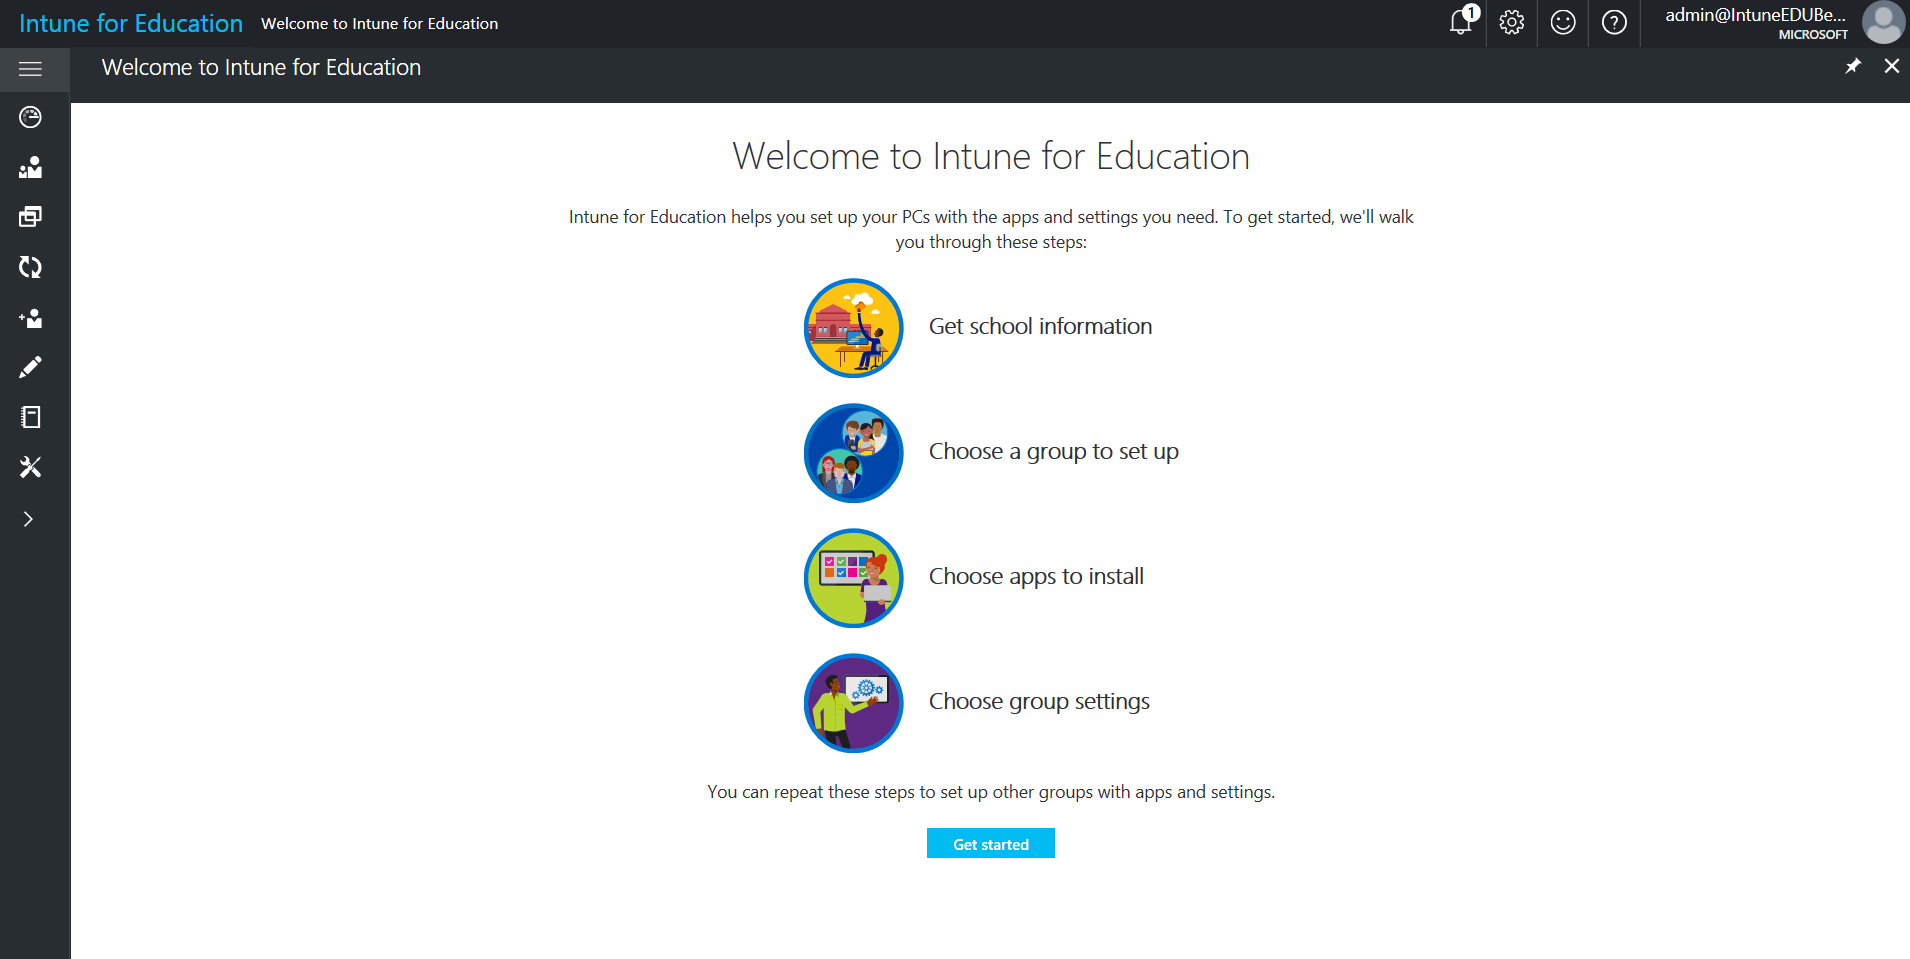 Intune for Education
Welcome to Intune for Education
1
admin@IntuneEDUBe...
MICROSOFT
Welcome to Intune for Education
Welcome to Intune for Education
Intune for Education helps you set up your PCs with the apps and settings you need. To get started, we'll walk
you through these steps:
Get school information
Choose a group to set up
Choose apps to install
Choose group settings
You can repeat these steps to set up other groups with apps and settings.
Get started